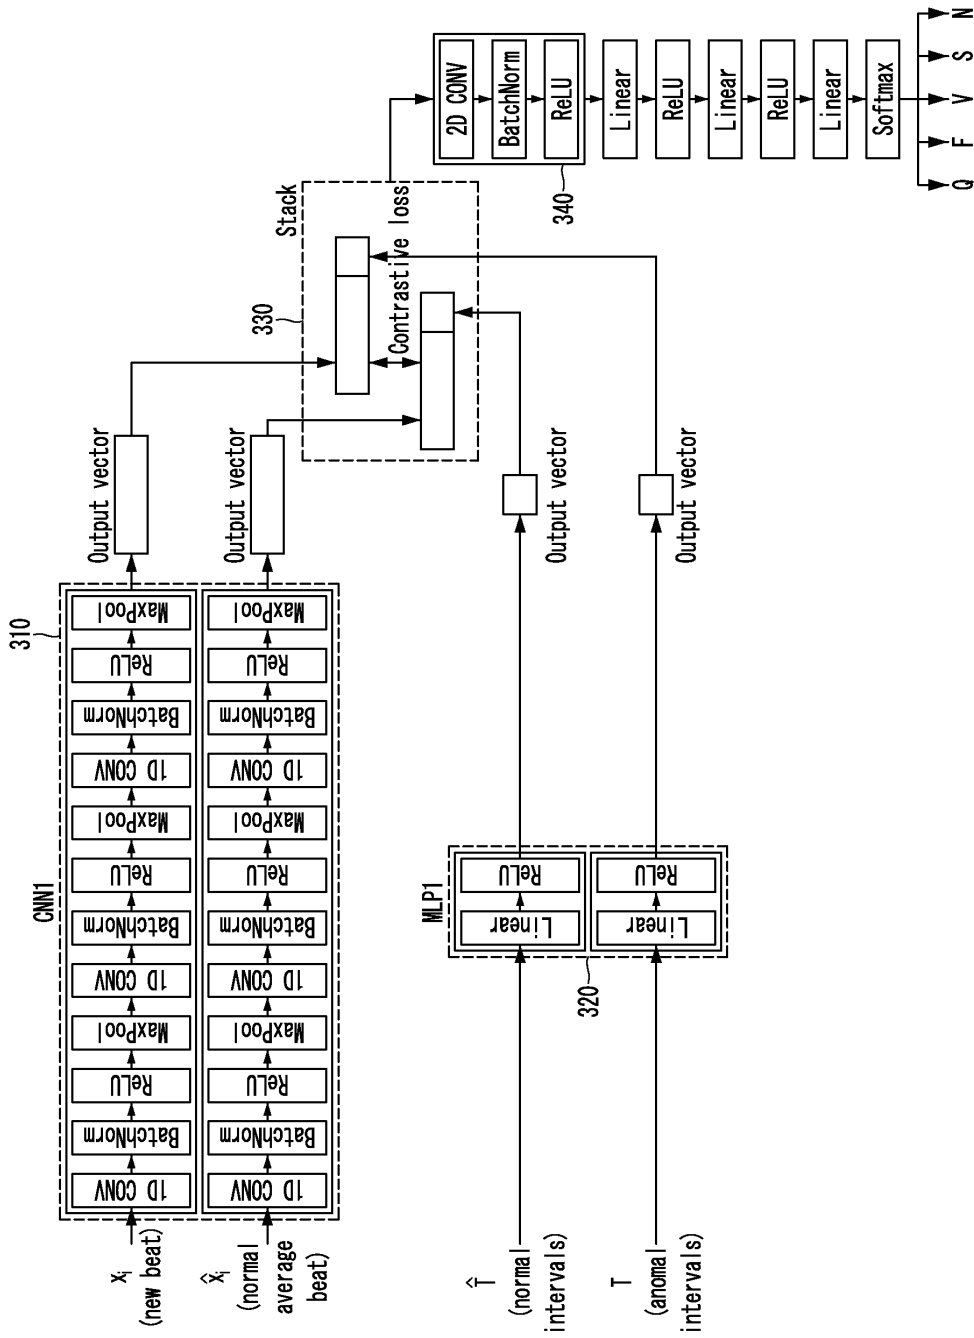 310
CNN1
x_i
(new beat)
1D CONV
BatchNorm
ReLU
MaxPool
1D CONV
BatchNorm
ReLU
MaxPool
1D CONV
BatchNorm
ReLU
MaxPool
Output vector
x̂_i
(normal
average
beat)
1D CONV
BatchNorm
ReLU
MaxPool
1D CONV
BatchNorm
ReLU
MaxPool
1D CONV
BatchNorm
ReLU
MaxPool
Output vector
330
Stack
Contrastive loss
MLP1
T̂
(normal
intervals)
Linear
ReLU
Output vector
320
T
(anomal
intervals)
Linear
ReLU
Output vector
2D CONV
BatchNorm
ReLU
340
Linear
ReLU
Linear
ReLU
Linear
Softmax
N
S
V
F
Q